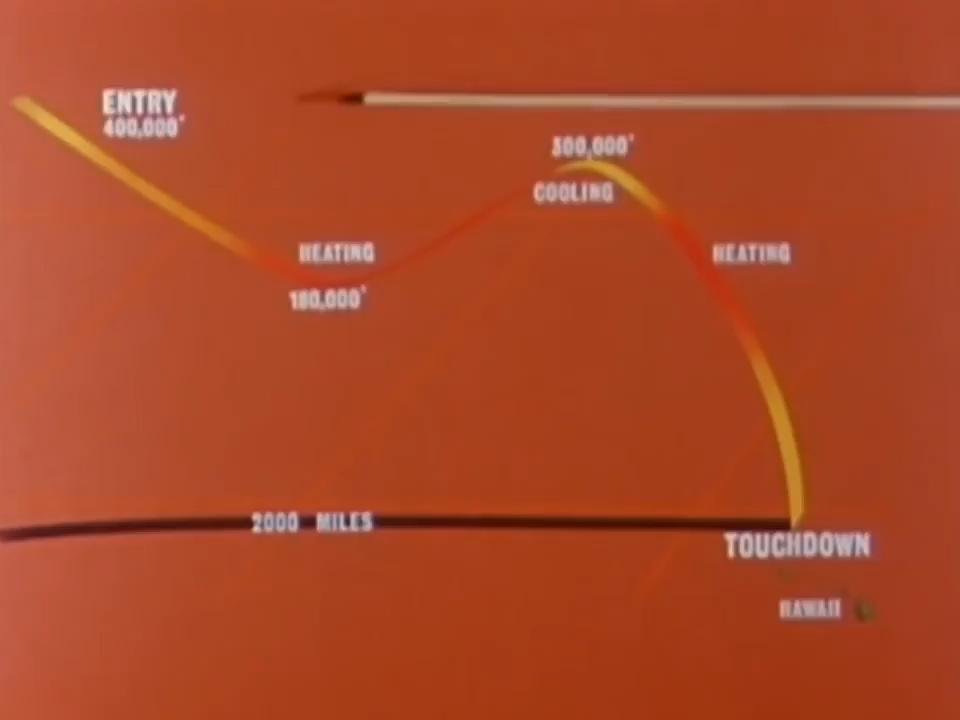 ENTRY
400,000'
300,000'
COOLING
HEATING
180,000'
HEATING
2000 MILES
TOUCHDOWN
HAWAII